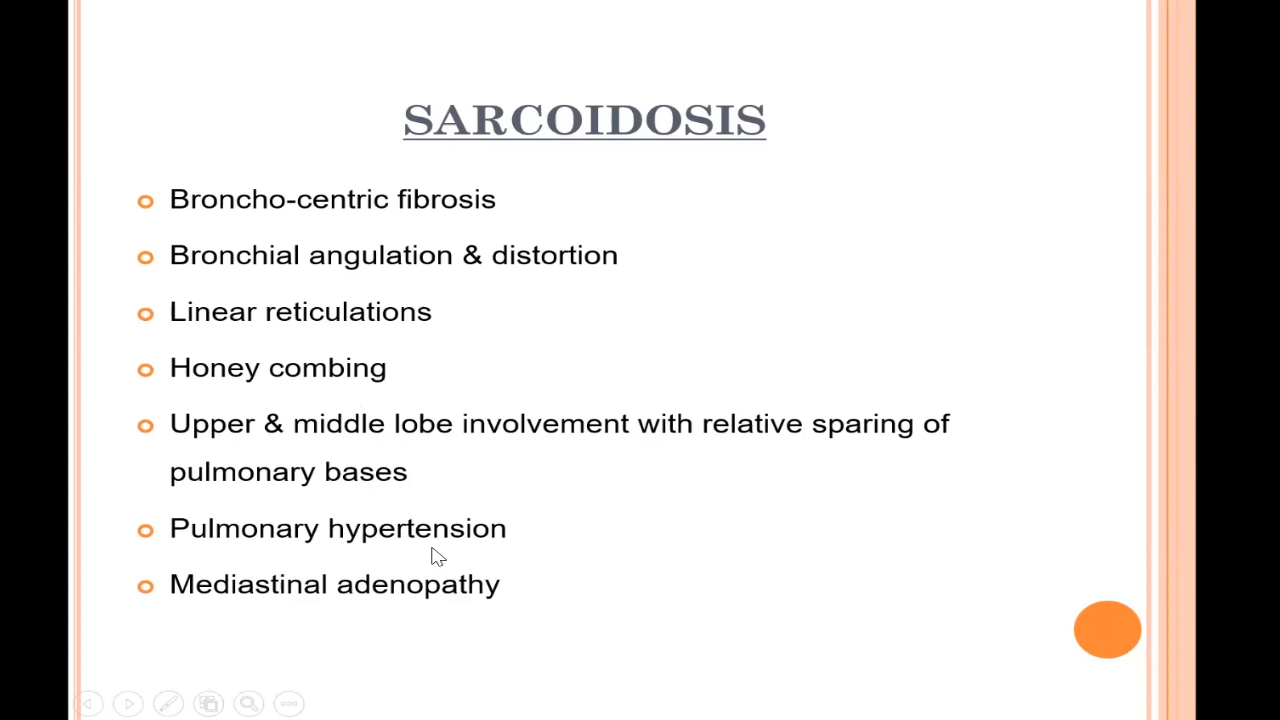 SARCOIDOSIS
Broncho-centric fibrosis
Bronchial angulation & distortion
Linear reticulations
Honey combing
Upper & middle lobe involvement with relative sparing of
pulmonary bases
Pulmonary hypertension
Mediastinal adenopathy